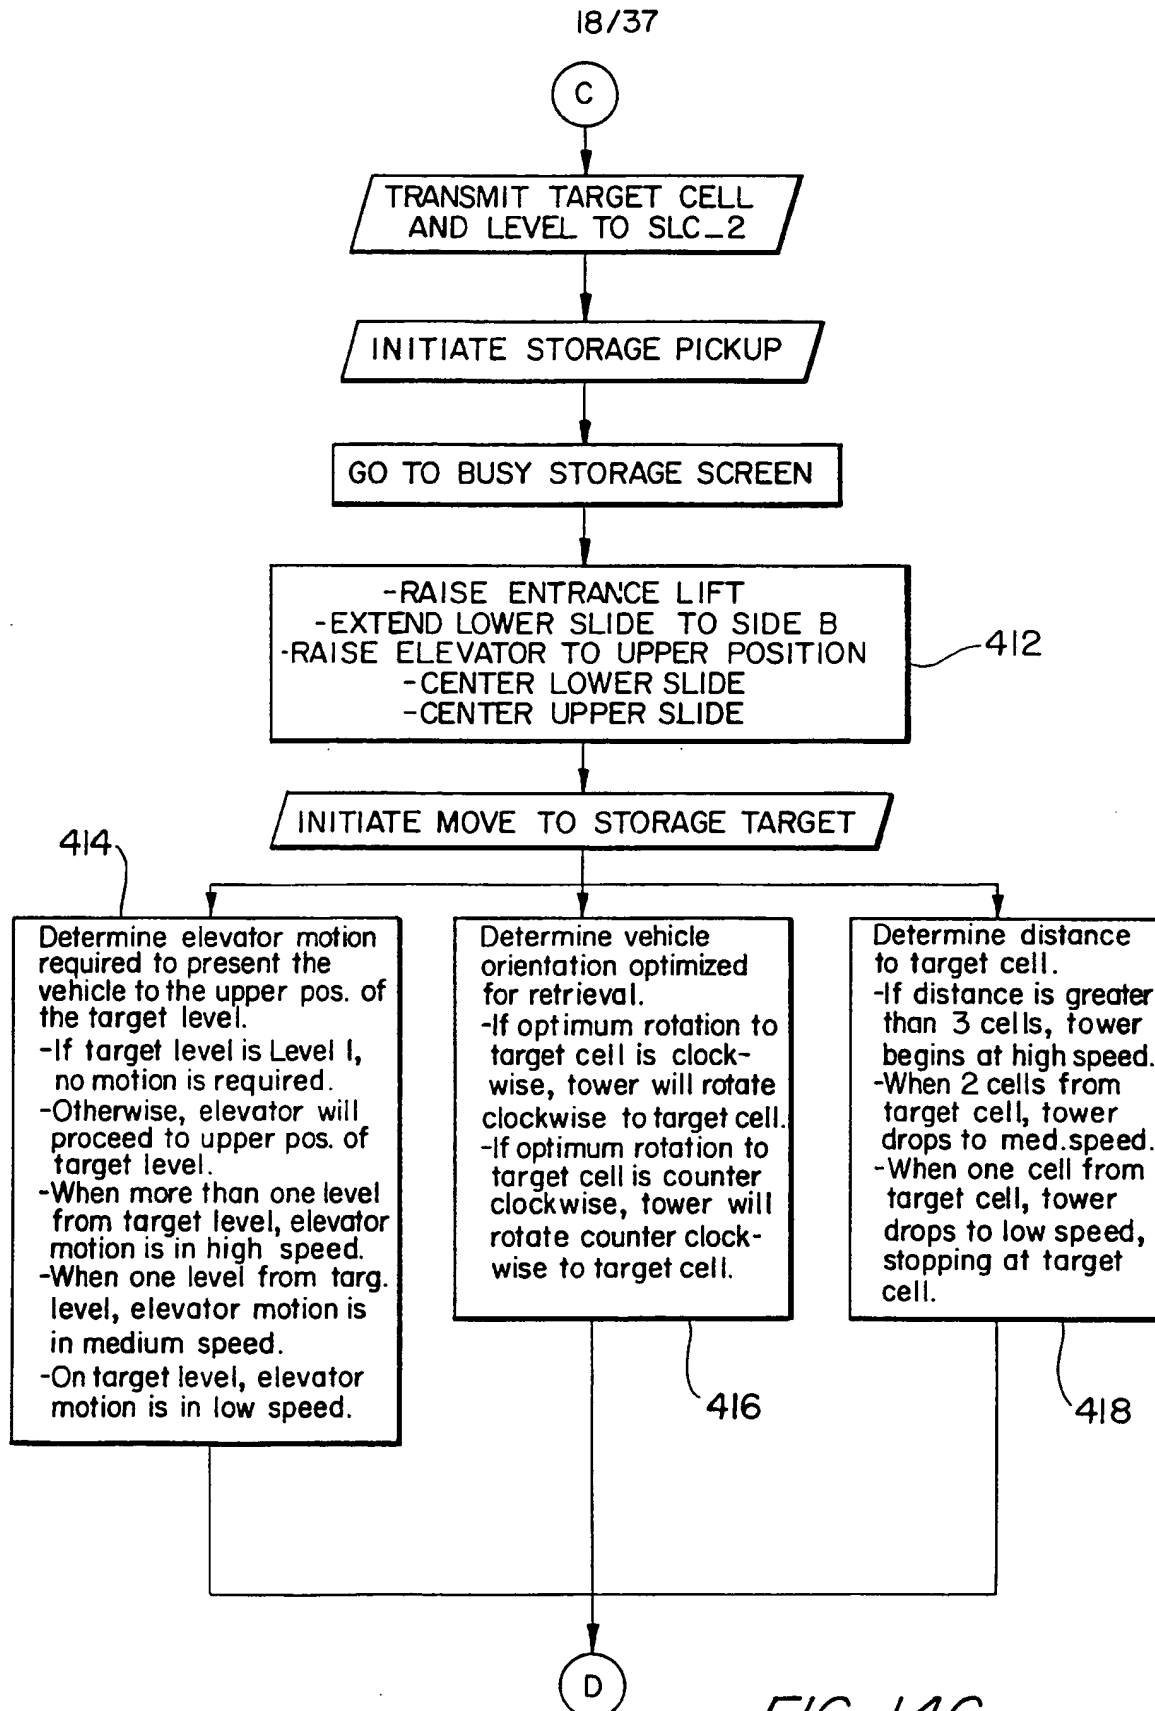 18/37
C
TRANSMIT TARGET CELL
AND LEVEL TO SLC_2
INITIATE STORAGE PICKUP
GO TO BUSY STORAGE SCREEN
-RAISE ENTRANCE LIFT
-EXTEND LOWER SLIDE TO SIDE B
-RAISE ELEVATOR TO UPPER POSITION
-CENTER LOWER SLIDE
-CENTER UPPER SLIDE
412
INITIATE MOVE TO STORAGE TARGET
414
Determine elevator motion
required to present the
vehicle to the upper pos. of
the target level.
-If target level is Level 1,
no motion is required.
-Otherwise, elevator will
proceed to upper pos. of
target level.
-When more than one level
from target level, elevator
motion is in high speed.
-When one level from targ.
level, elevator motion is
in medium speed.
-On target level, elevator
motion is in low speed.
Determine vehicle
orientation optimized
for retrieval.
-If optimum rotation to
target cell is clock-
wise, tower will rotate
clockwise to target cell.
-If optimum rotation to
target cell is counter
clockwise, tower will
rotate counter clock-
wise to target cell.
416
Determine distance
to target cell.
-If distance is greater
than 3 cells, tower
begins at high speed.
-When 2 cells from
target cell, tower
drops to med.speed.
-When one cell from
target cell, tower
drops to low speed,
stopping at target
cell.
418
D
FIG. 14C